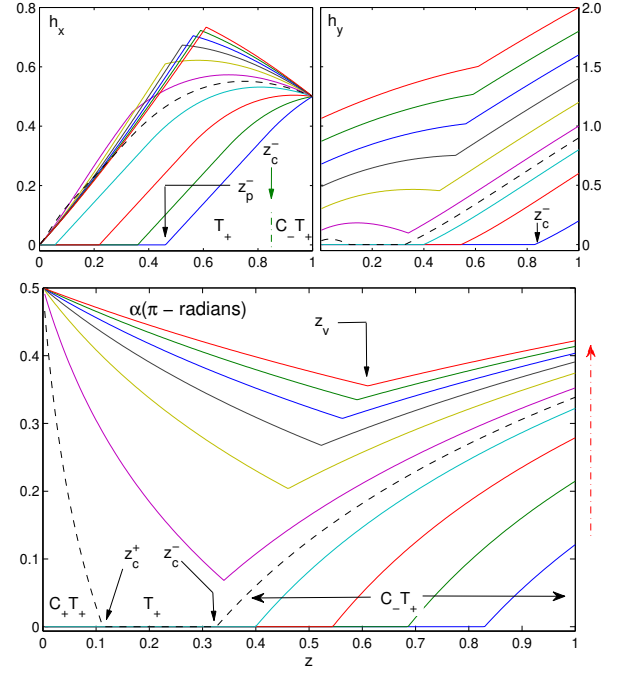 h_x
0.8
0.6
0.4
0.2
0
0 0.2 0.4 0.6 0.8 1.0
z_c^-
z_p^-
T_+
C_-T_+
h_y
2.0
1.5
1.0
0.5
0
0.2 0.4 0.6 0.8 1.0
z_c^-
α(π − radians)
0.5
0.4
0.3
0.2
0.1
0
0 0.1 0.2 0.3 0.4 0.5 0.6 0.7 0.8 0.9 1
z_v
z_c^+
z_c^-
C_+T_+
T_+
C_-T_+
z